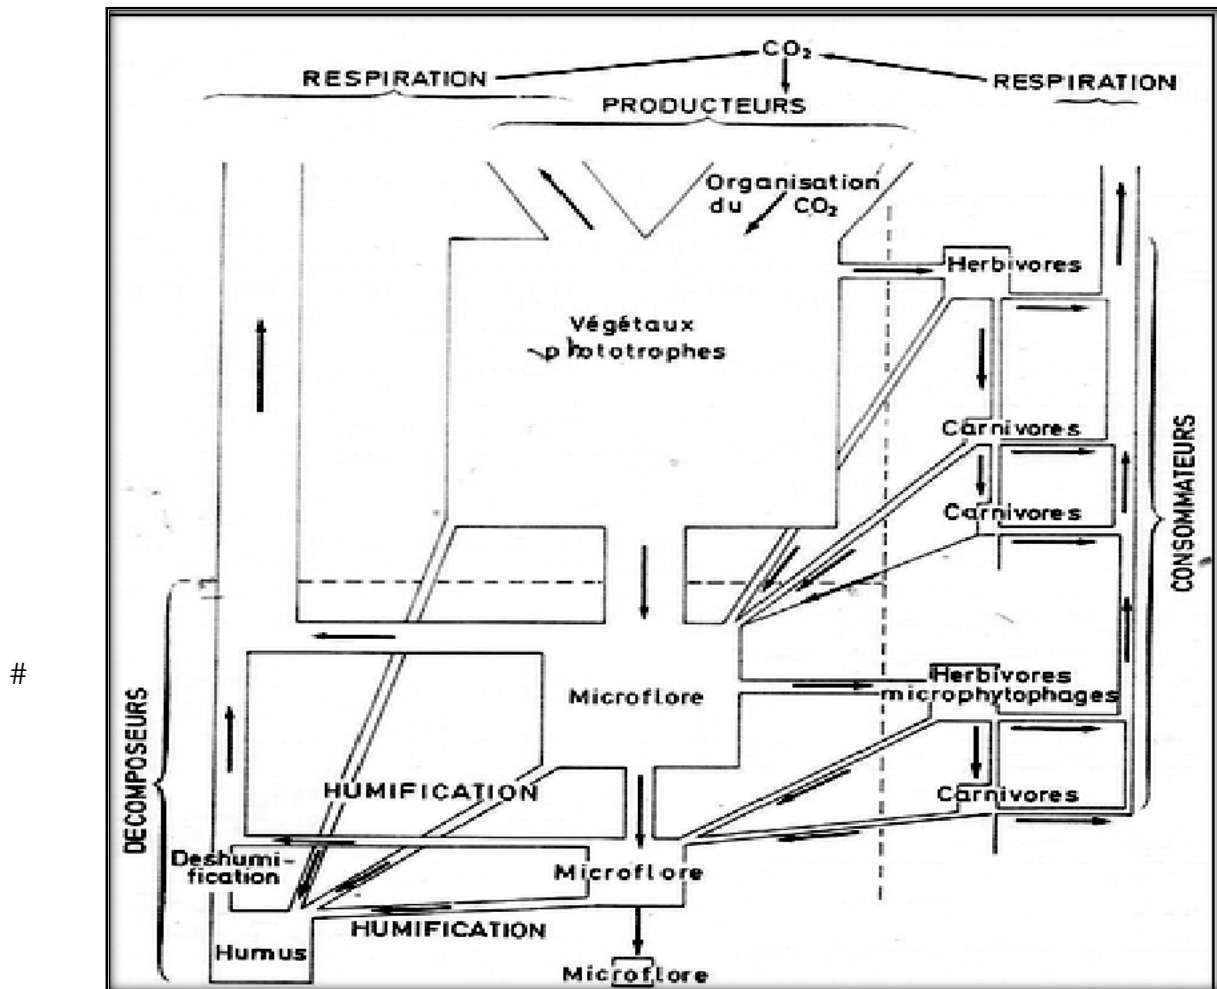 CO₂
RESPIRATION
RESPIRATION
PRODUCTEURS
Organisation
du CO₂
Herbivores
Végétaux
phototrophes
Carnivores
Carnivores
CONSOMMATEURS
#
Herbivores
microphytophages
Microflore
DECOMPOSEURS
HUMIFICATION
Carnivores
Deshumi-
fication
Microflore
HUMIFICATION
Humus
Microflore